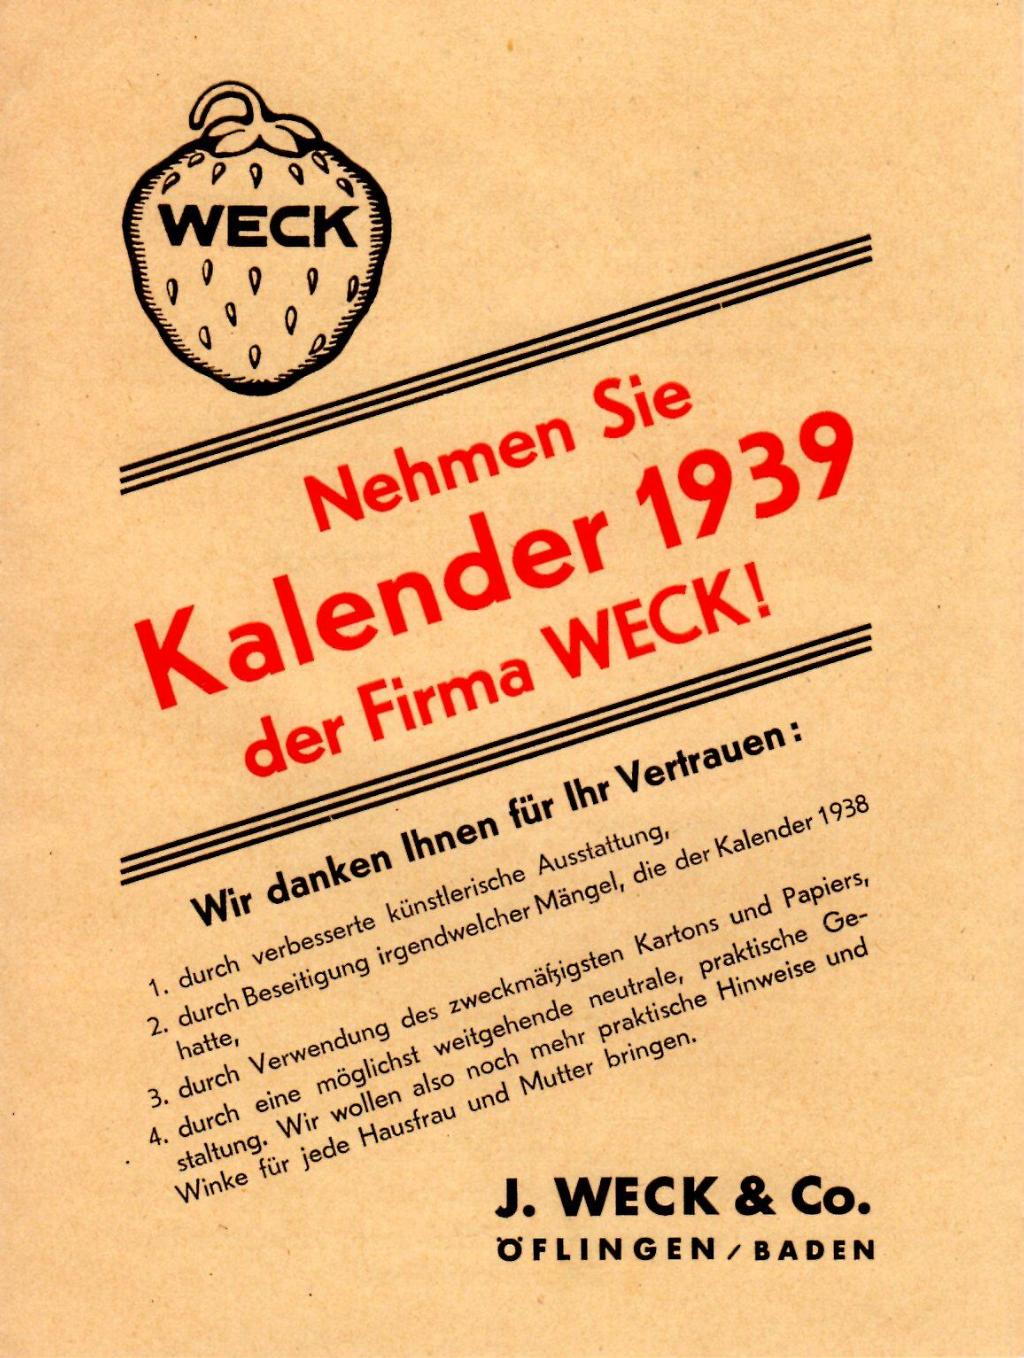 WECK
Nehmen Sie
Kalender 1939
der Firma WECK!
Wir danken Ihnen für Ihr Vertrauen:
1. durch verbesserte künstlerische Ausstattung,
2. durch Beseitigung irgendwelcher Mängel, die der Kalender 1938
hatte,
3. durch Verwendung des zweckmäßigsten Kartons und Papiers,
4. durch eine möglichst weitgehende neutrale, praktische Ge-
staltung. Wir wollen also noch mehr praktische Hinweise und
Winke für jede Hausfrau und Mutter bringen.
J. WECK & Co.
ÖFLINGEN / BADEN